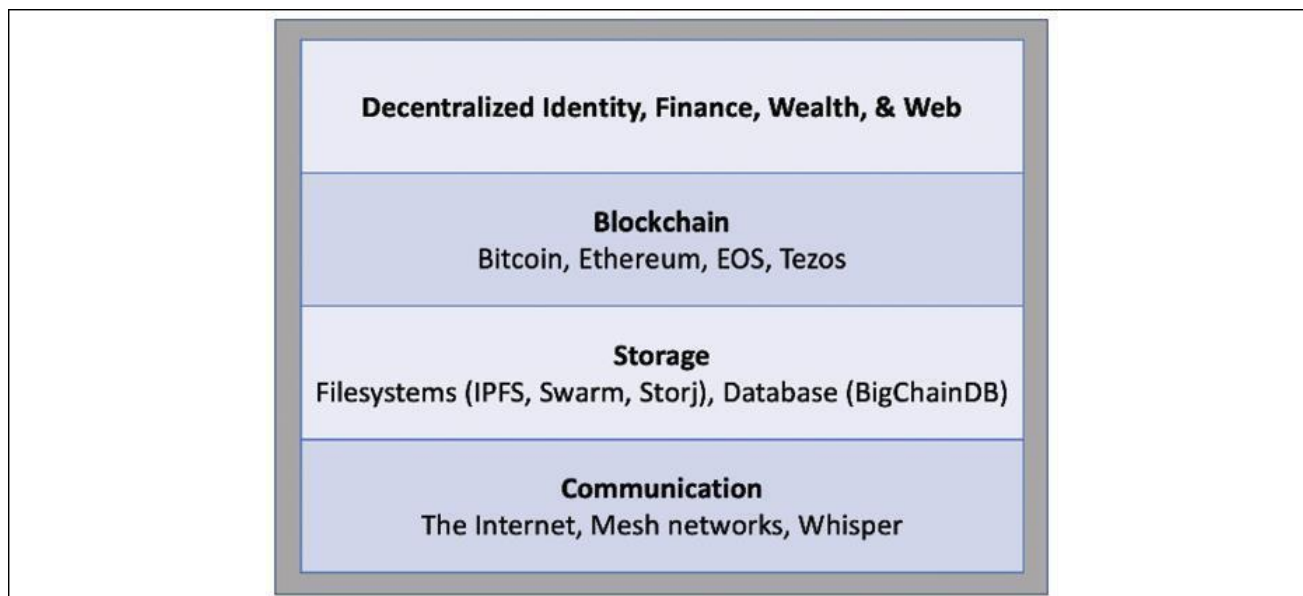 Decentralized Identity, Finance, Wealth, & Web
Blockchain
Bitcoin, Ethereum, EOS, Tezos
Storage
Filesystems (IPFS, Swarm, Storj), Database (BigChainDB)
Communication
The Internet, Mesh networks, Whisper